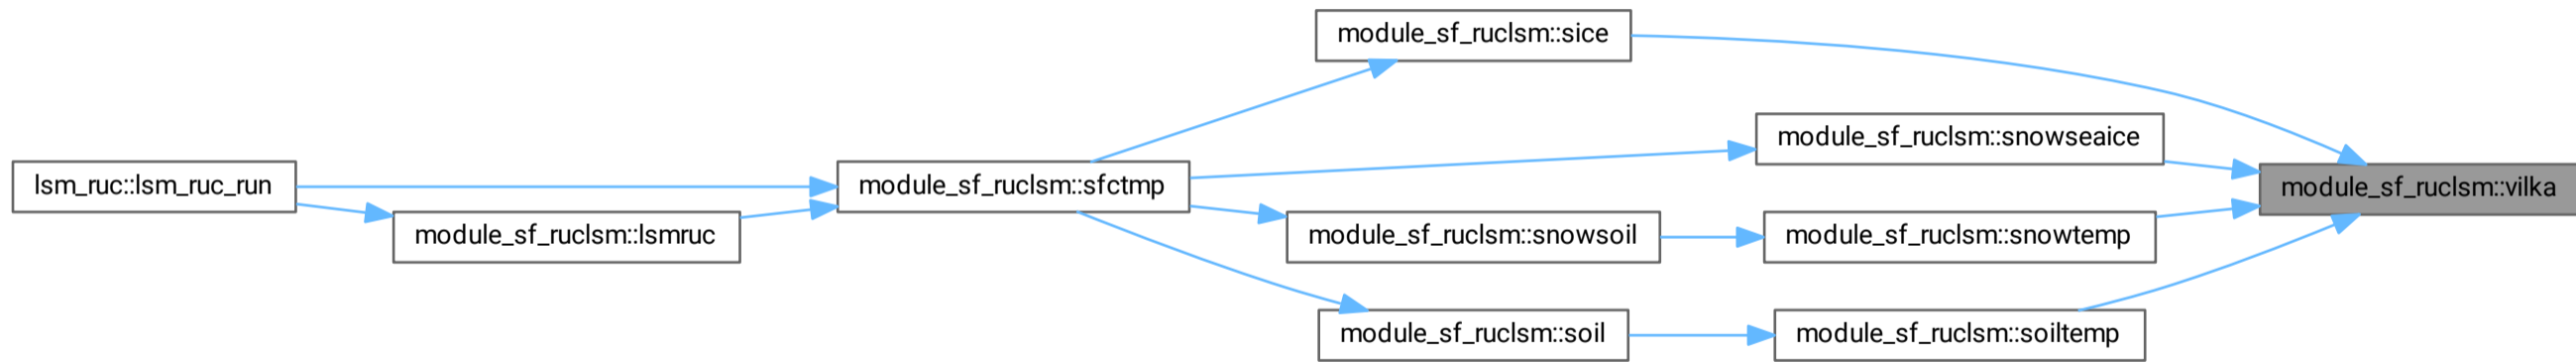 module_sf_ruclsm::sice
module_sf_ruclsm::snowseaice
lsm_ruc::lsm_ruc_run
module_sf_ruclsm::sfctmp
module_sf_ruclsm::vilka
module_sf_ruclsm::lsmruc
module_sf_ruclsm::snowsoil
module_sf_ruclsm::snowtemp
module_sf_ruclsm::soil
module_sf_ruclsm::soiltemp